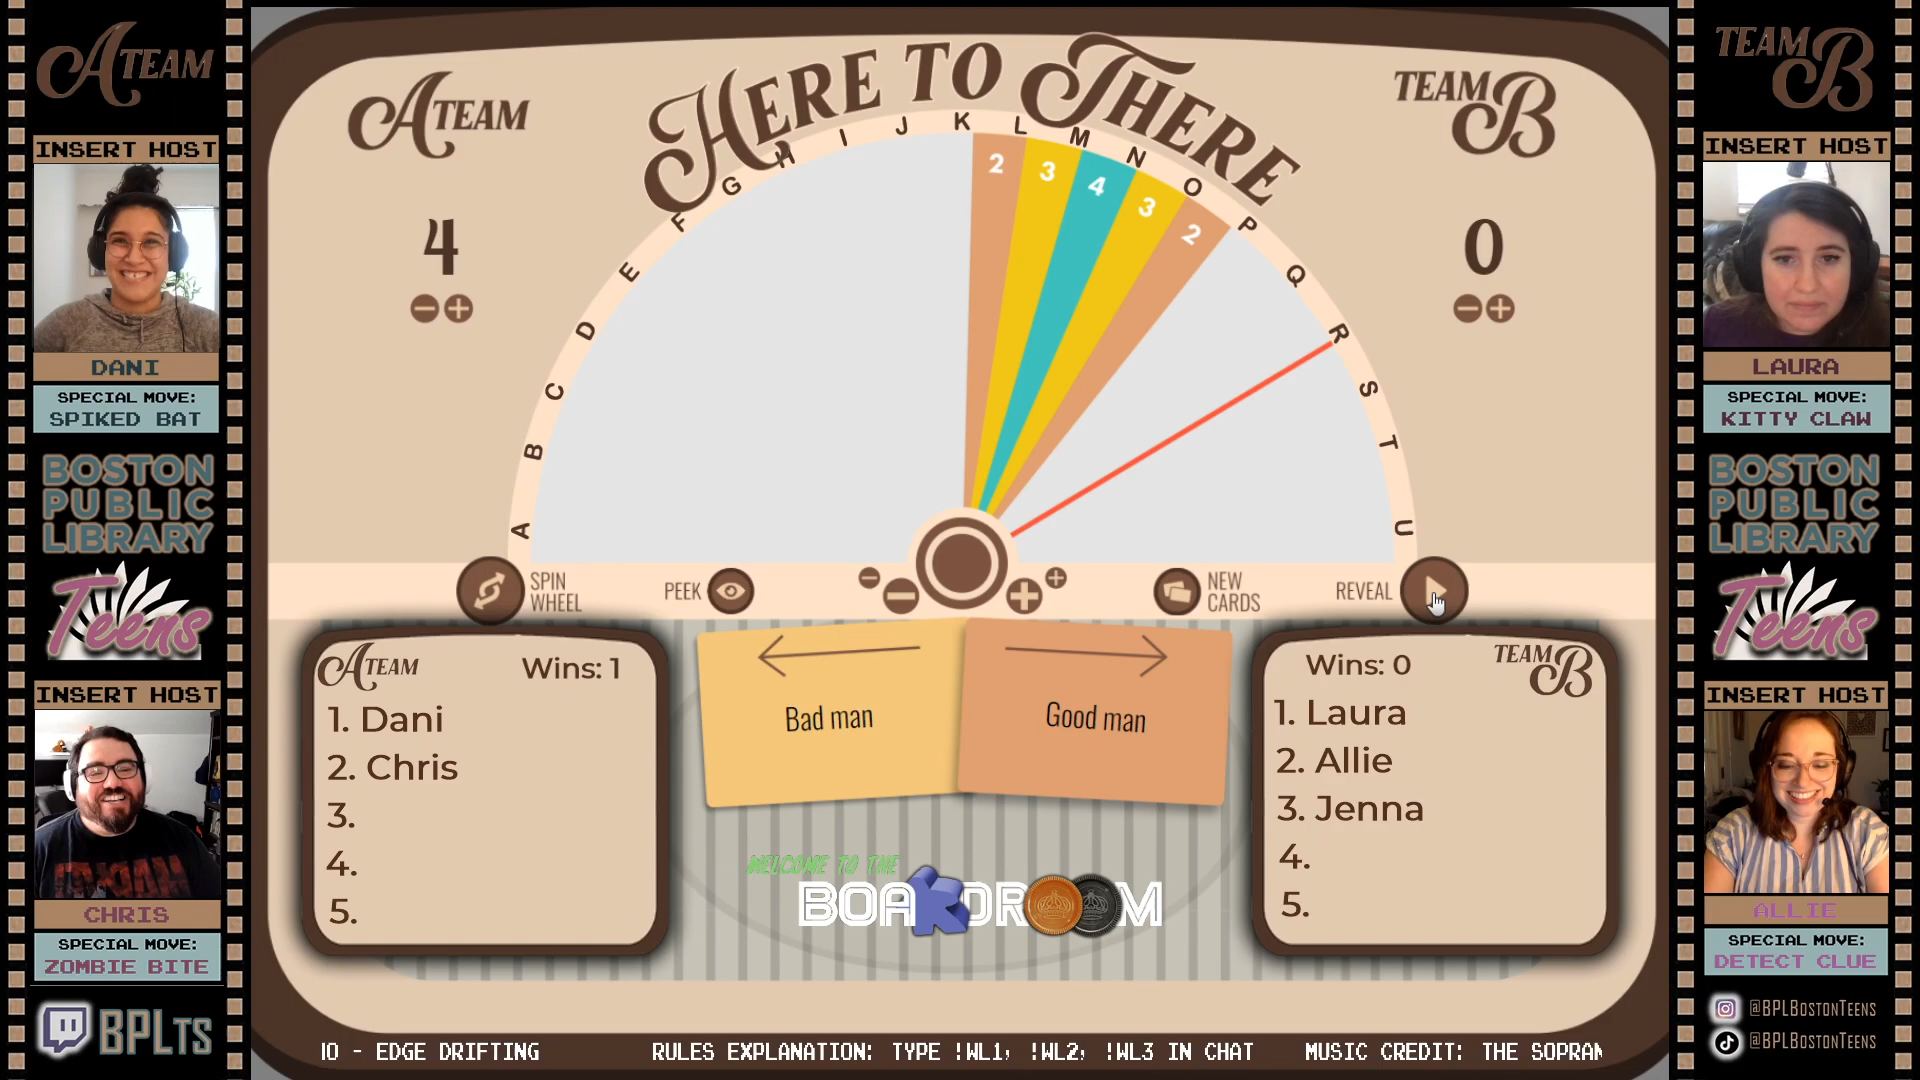 A TEAM
INSERT HOST
DANI
SPECIAL MOVE:
SPIKED BAT
BOSTON
PUBLIC
LIBRARY
Teens
INSERT HOST
CHRIS
SPECIAL MOVE:
ZOMBIE BITE
BPLTS
A TEAM
HERE TO THERE
TEAM B
4
0
A B C D E F G H I J K L M N O P Q R S T U
2 3 4 3 2
SPIN
WHEEL
PEEK
NEW
CARDS
REVEAL
A TEAM
Wins: 1
1. Dani
2. Chris
3.
4.
5.
Bad man
Good man
WELCOME TO THE
BOARDROOM
Wins: 0
TEAM B
1. Laura
2. Allie
3. Jenna
4.
5.
IO - EDGE DRIFTING RULES EXPLANATION: TYPE !WL1, !WL2, !WL3 IN CHAT MUSIC CREDIT: THE SOPRAN
TEAM B
INSERT HOST
LAURA
SPECIAL MOVE:
KITTY CLAW
BOSTON
PUBLIC
LIBRARY
Teens
INSERT HOST
ALLIE
SPECIAL MOVE:
DETECT CLUE
@BPLBOSTONTEENS
@BPLBOSTONTEENS